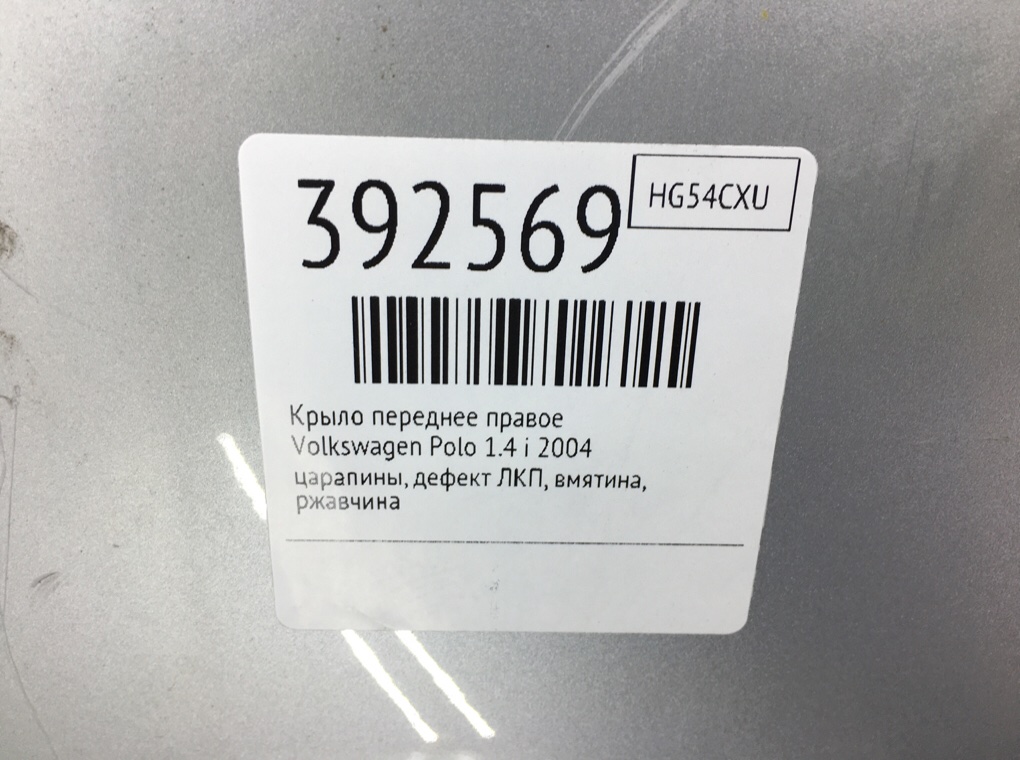 392569
HG54CXU
Крыло переднее правое
Volkswagen Polo 1.4 i 2004
царапины, дефект ЛКП, вмятина,
ржавчина